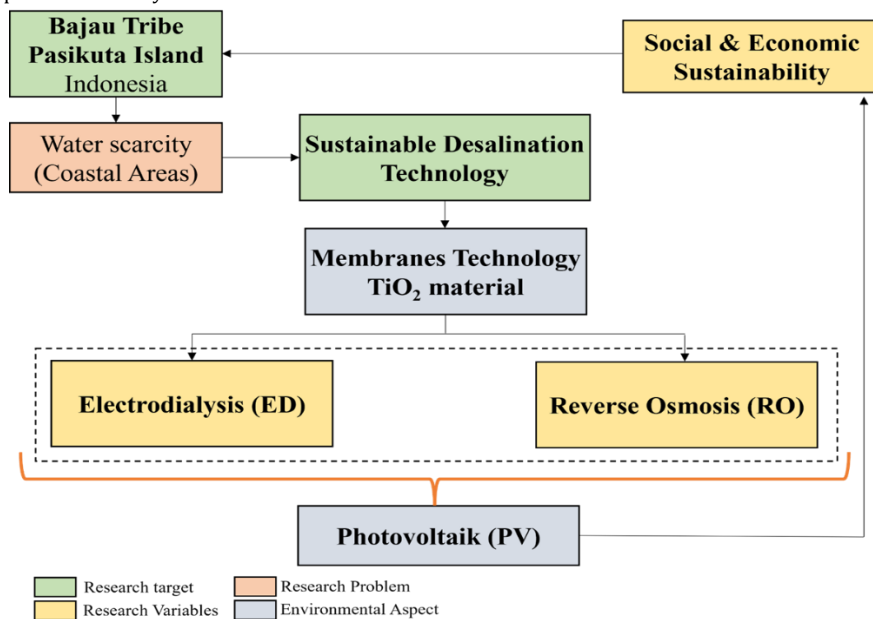 Bajau Tribe
Pasikuta Island
Indonesia
Social & Economic
Sustainability
Water scarcity
(Coastal Areas)
Sustainable Desalination
Technology
Membranes Technology
TiO₂ material
Electrodialysis (ED)
Reverse Osmosis (RO)
Photovoltaik (PV)
Research target
Research Problem
Research Variables
Environmental Aspect